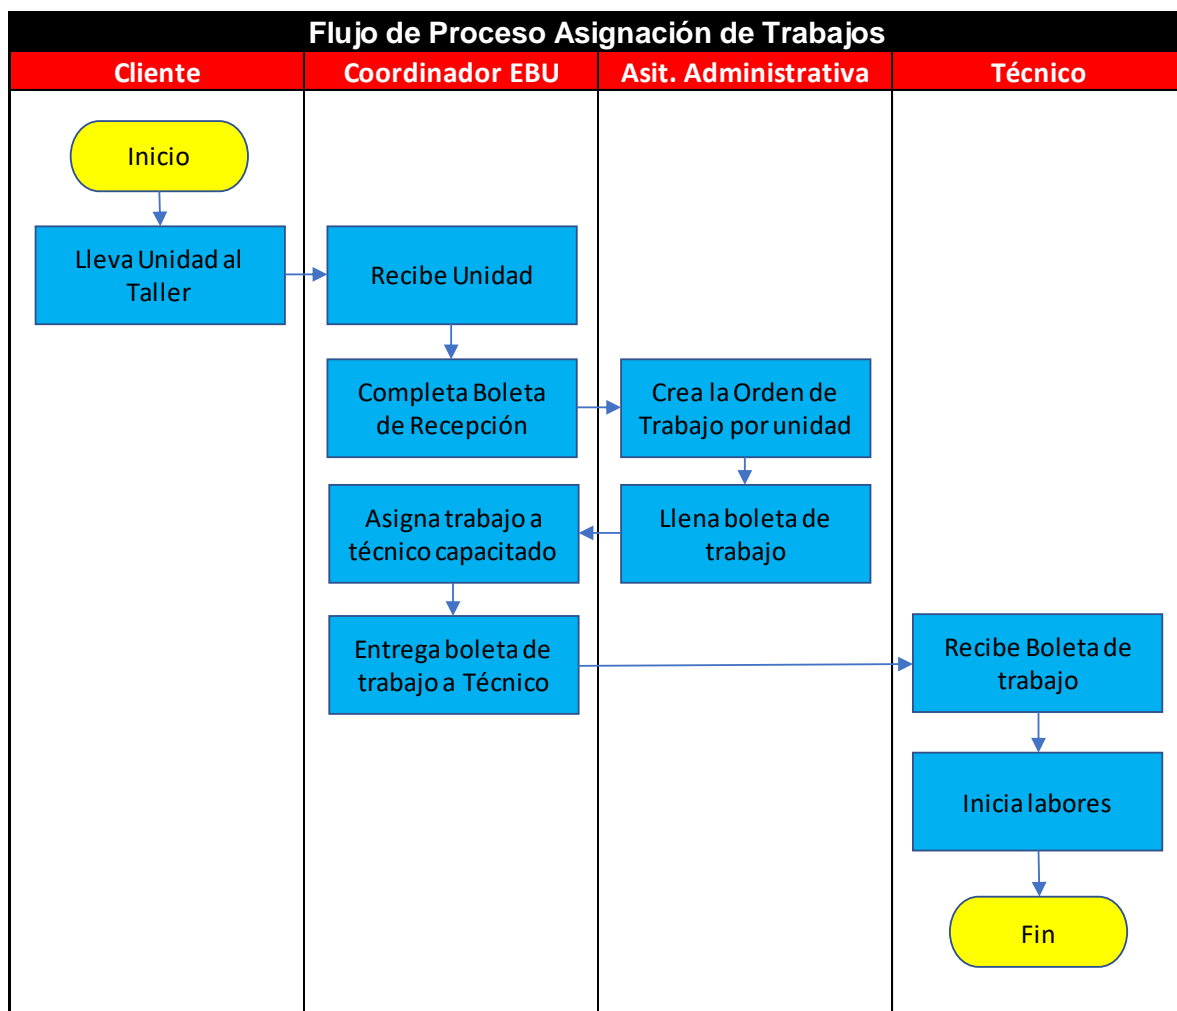 Flujo de Proceso Asignación de Trabajos
Cliente
Coordinador EBU
Asit. Administrativa
Técnico
Inicio
Lleva Unidad al
Taller
Recibe Unidad
Completa Boleta
de Recepción
Crea la Orden de
Trabajo por unidad
Asigna trabajo a
técnico capacitado
Llena boleta de
trabajo
Entrega boleta de
trabajo a Técnico
Recibe Boleta de
trabajo
Inicia labores
Fin